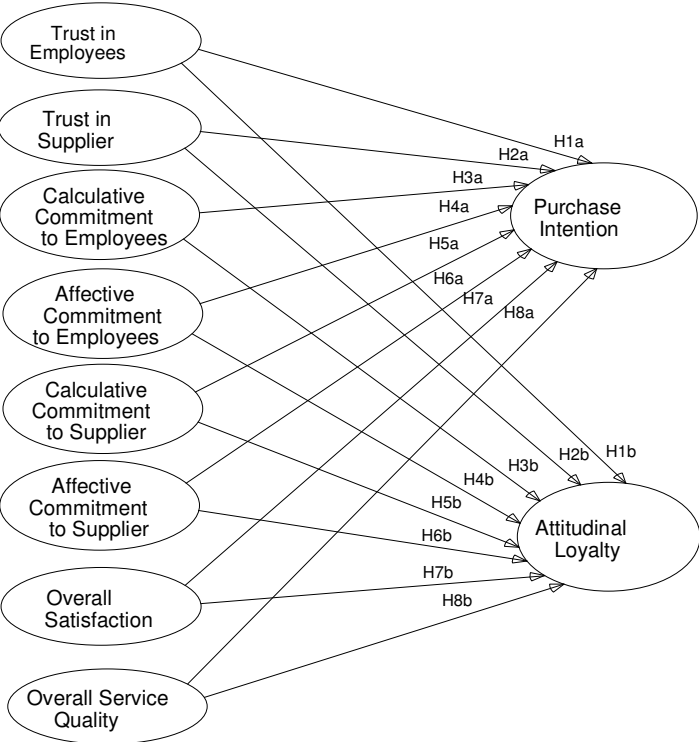 Trust in
Employees
Trust in
Supplier
Calculative
Commitment
to Employees
Affective
Commitment
to Employees
Calculative
Commitment
to Supplier
Affective
Commitment
to Supplier
Overall
Satisfaction
Overall Service
Quality
H1a
H2a
H3a
H4a
H5a
H6a
H7a
H8a
Purchase
Intention
H1b
H2b
H3b
H4b
H5b
H6b
H7b
H8b
Attitudinal
Loyalty